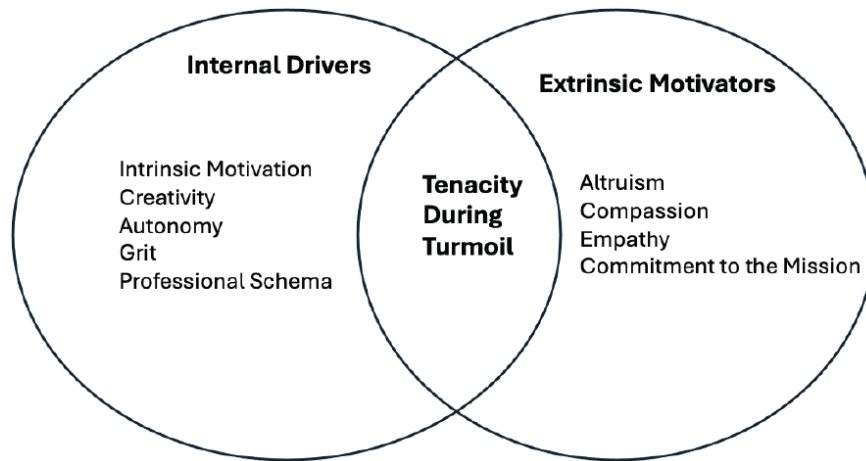 Internal Drivers
Intrinsic Motivation
Creativity
Autonomy
Grit
Professional Schema
Tenacity
During
Turmoil
Extrinsic Motivators
Altruism
Compassion
Empathy
Commitment to the Mission